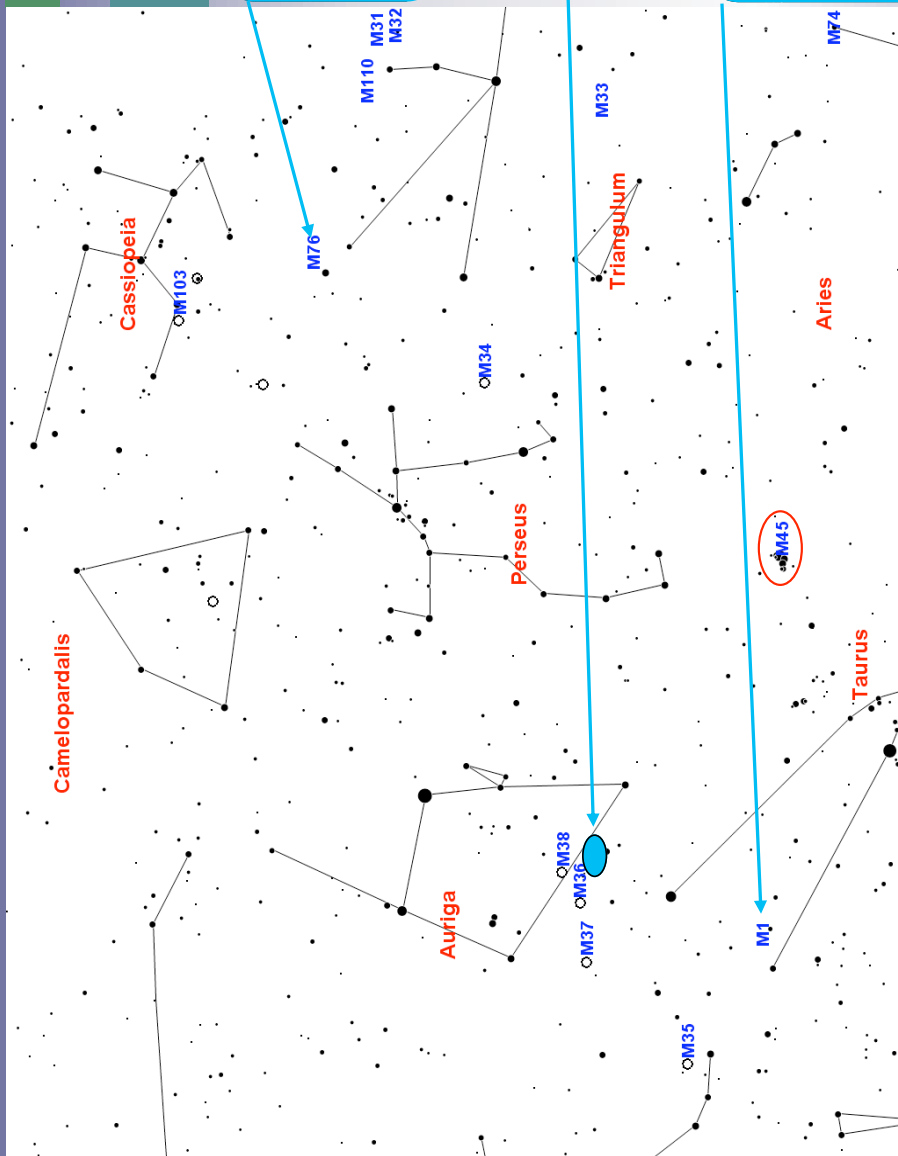 M31
M32
M74
M110
M33
Triangulum
Cassiopeia
M76
M103
Aries
M34
Perseus
M45
Camelopardalis
Taurus
M38
M36
Auriga
M37
M1
M35